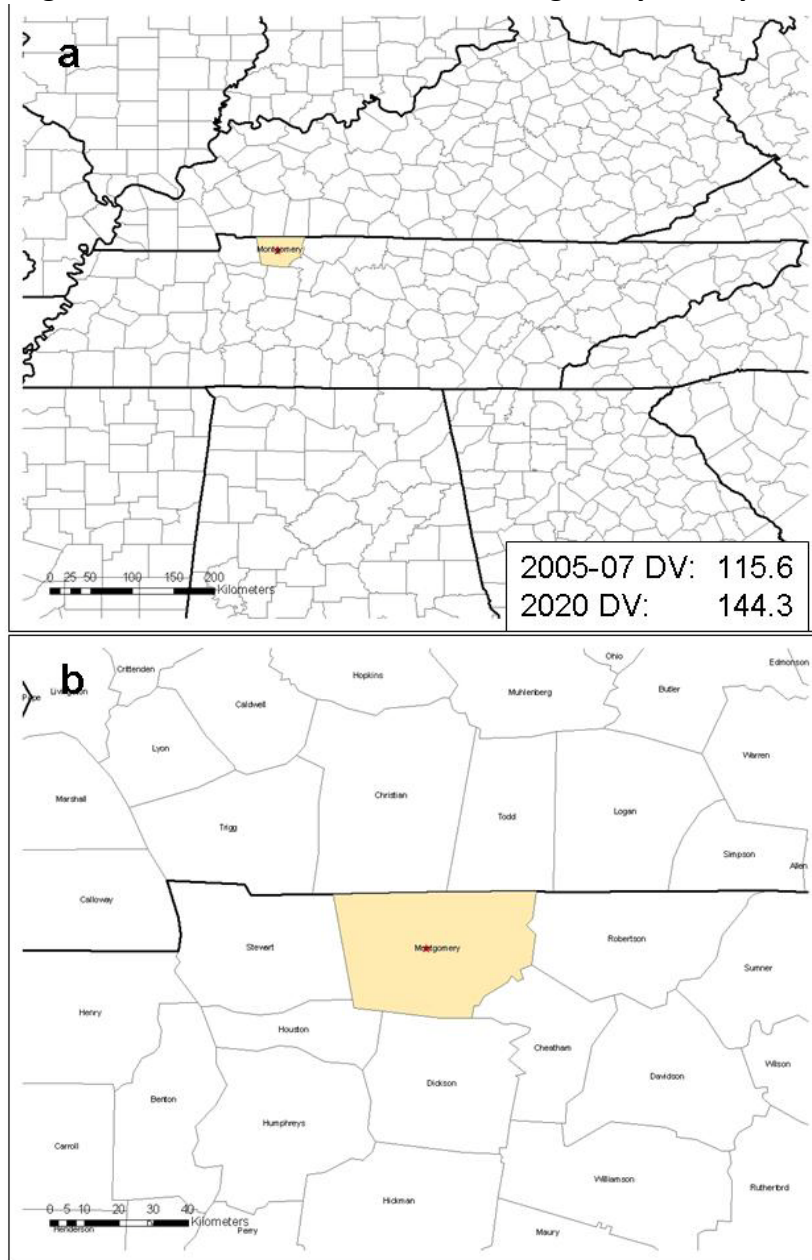 a
Montgomery
0 25 50 100 150 200
Kilometers
2005-07 DV: 115.6
2020 DV: 144.3
b
Crittenden
Hopkins
Ohio
Edmonson
Livingston
Pope
Caldwell
Muhlenberg
Butler
Lyon
Warren
Marshall
Christian
Todd
Logan
Trigg
Simpson
Allen
Calloway
Stewart
Montgomery
Robertson
Sumner
Henry
Houston
Cheatham
Wilson
Dickson
Davidson
Benton
Humphreys
Carroll
Williamson
Rutherford
Hickman
0 5 10 20 30 40
Kilometers
Henderson
Perry
Maury